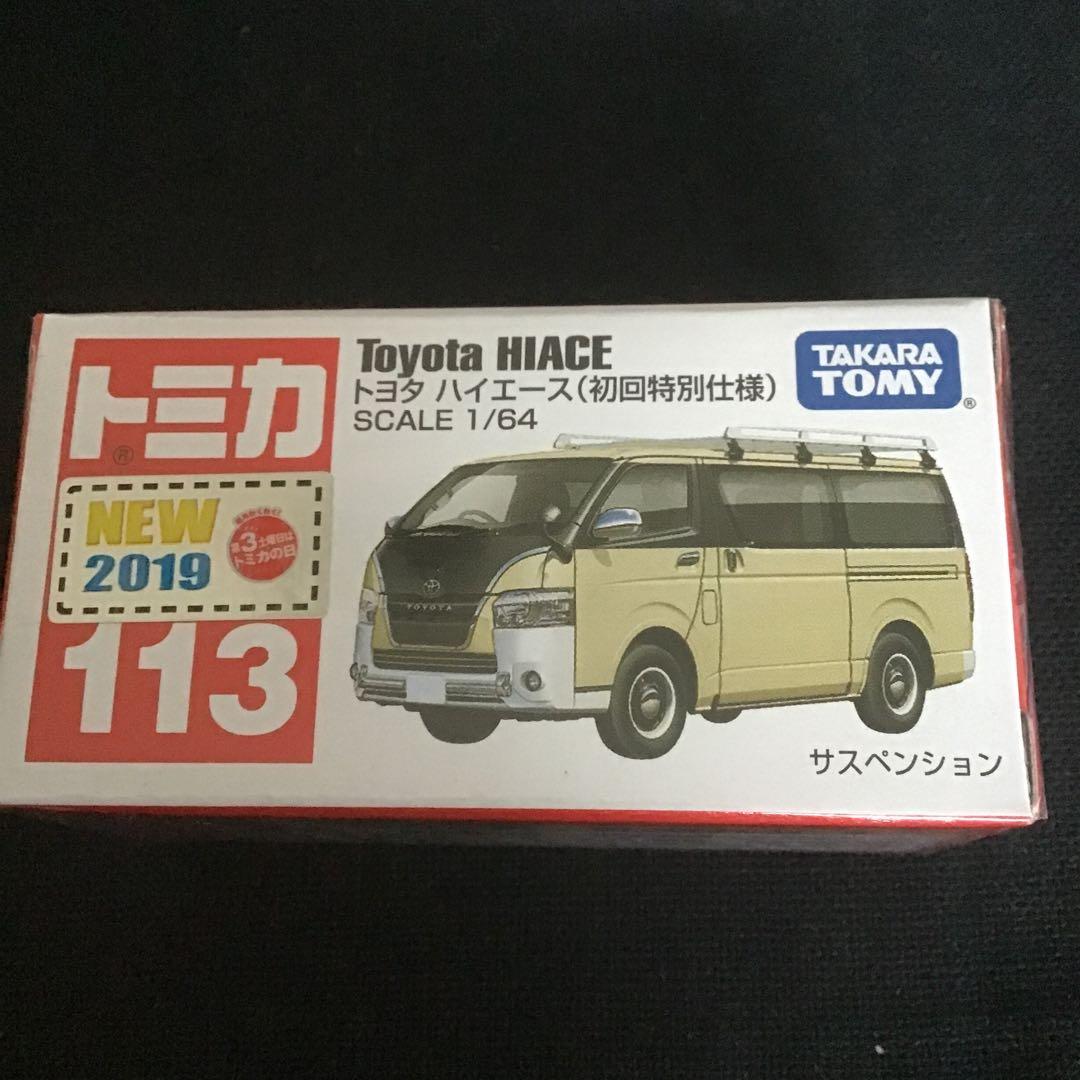 トミカ
®
NEW
2019
第3土曜日は
トミカの日
113
Toyota HIACE
トヨタ ハイエース(初回特別仕様)
SCALE 1/64
TAKARA
TOMY
®
TOYOTA
サスペンション